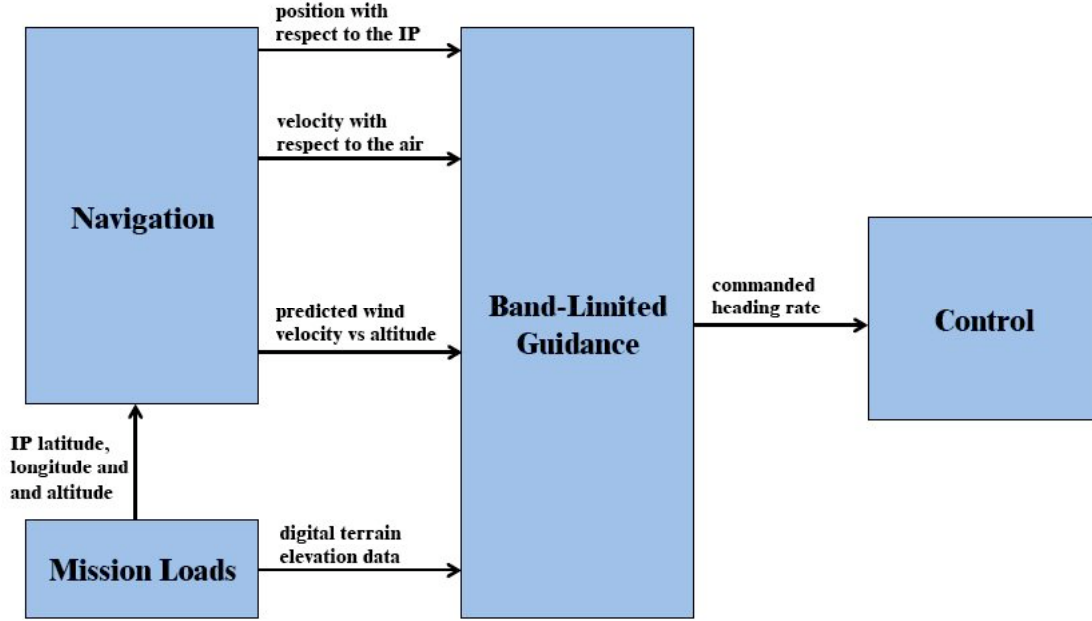 position with
respect to the IP
velocity with
respect to the air
Navigation
predicted wind
velocity vs altitude
Band-Limited
Guidance
commanded
heading rate
Control
IP latitude,
longitude and
and altitude
Mission Loads
digital terrain
elevation data